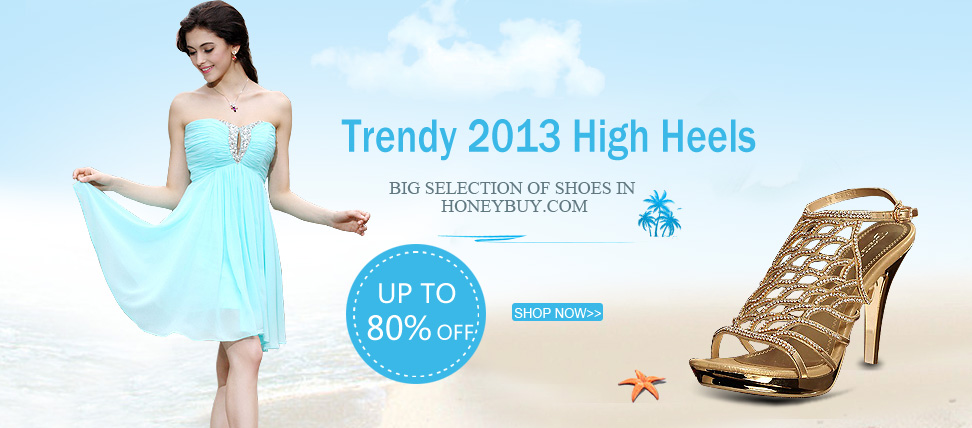 Trendy 2013 High Heels
BIG SELECTION OF SHOES IN
HONEYBUY.COM
UP TO
80% OFF
SHOP NOW>>